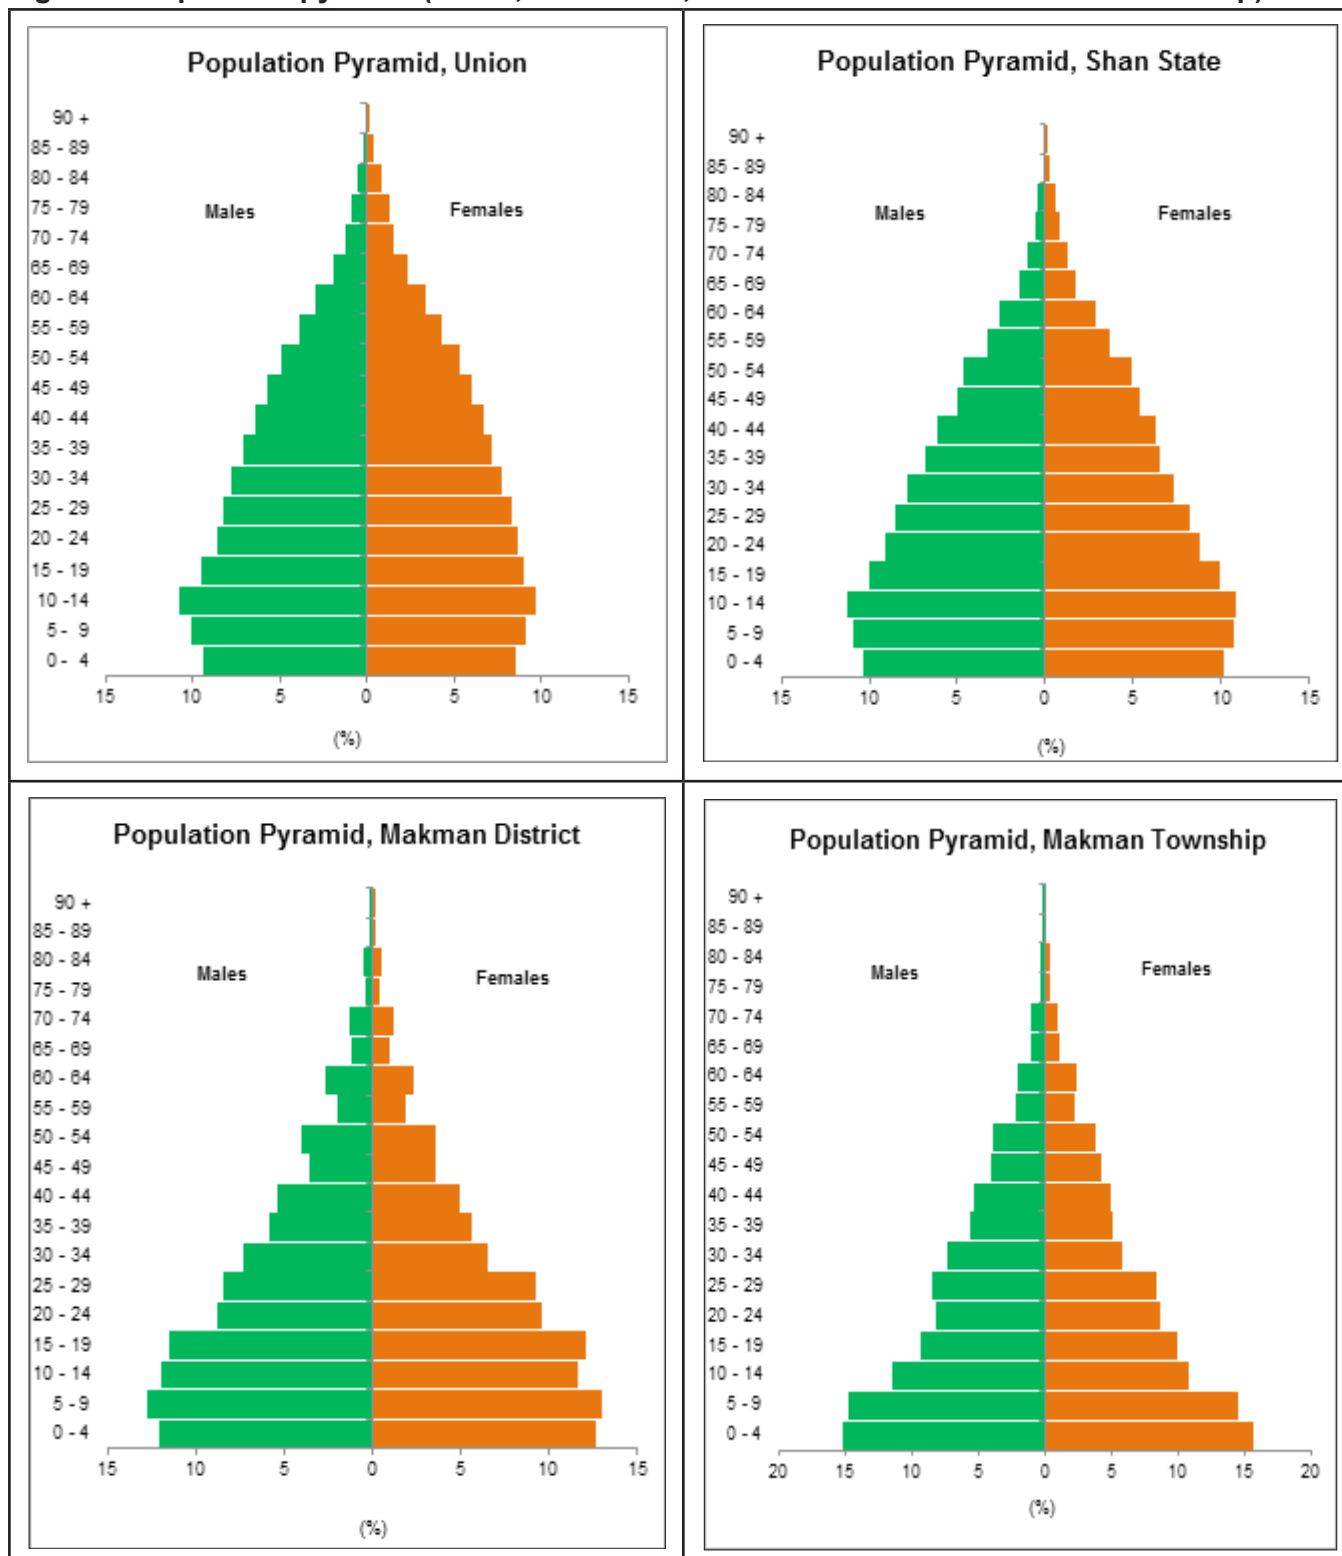 Population Pyramid, Union
90 +
85 - 89
80 - 84
75 - 79
70 - 74
65 - 69
60 - 64
55 - 59
50 - 54
45 - 49
40 - 44
35 - 39
30 - 34
25 - 29
20 - 24
15 - 19
10 -14
5 - 9
0 - 4
Males
Females
15 10 5 0 5 10 15
(%)
Population Pyramid, Shan State
90 +
85 - 89
80 - 84
75 - 79
70 - 74
65 - 69
60 - 64
55 - 59
50 - 54
45 - 49
40 - 44
35 - 39
30 - 34
25 - 29
20 - 24
15 - 19
10 - 14
5 - 9
0 - 4
Males
Females
15 10 5 0 5 10 15
(%)
Population Pyramid, Makman District
90 +
85 - 89
80 - 84
75 - 79
70 - 74
65 - 69
60 - 64
55 - 59
50 - 54
45 - 49
40 - 44
35 - 39
30 - 34
25 - 29
20 - 24
15 - 19
10 - 14
5 - 9
0 - 4
Males
Females
15 10 5 0 5 10 15
(%)
Population Pyramid, Makman Township
90 +
85 - 89
80 - 84
75 - 79
70 - 74
65 - 69
60 - 64
55 - 59
50 - 54
45 - 49
40 - 44
35 - 39
30 - 34
25 - 29
20 - 24
15 - 19
10 - 14
5 - 9
0 - 4
Males
Females
20 15 10 5 0 5 10 15 20
(%)